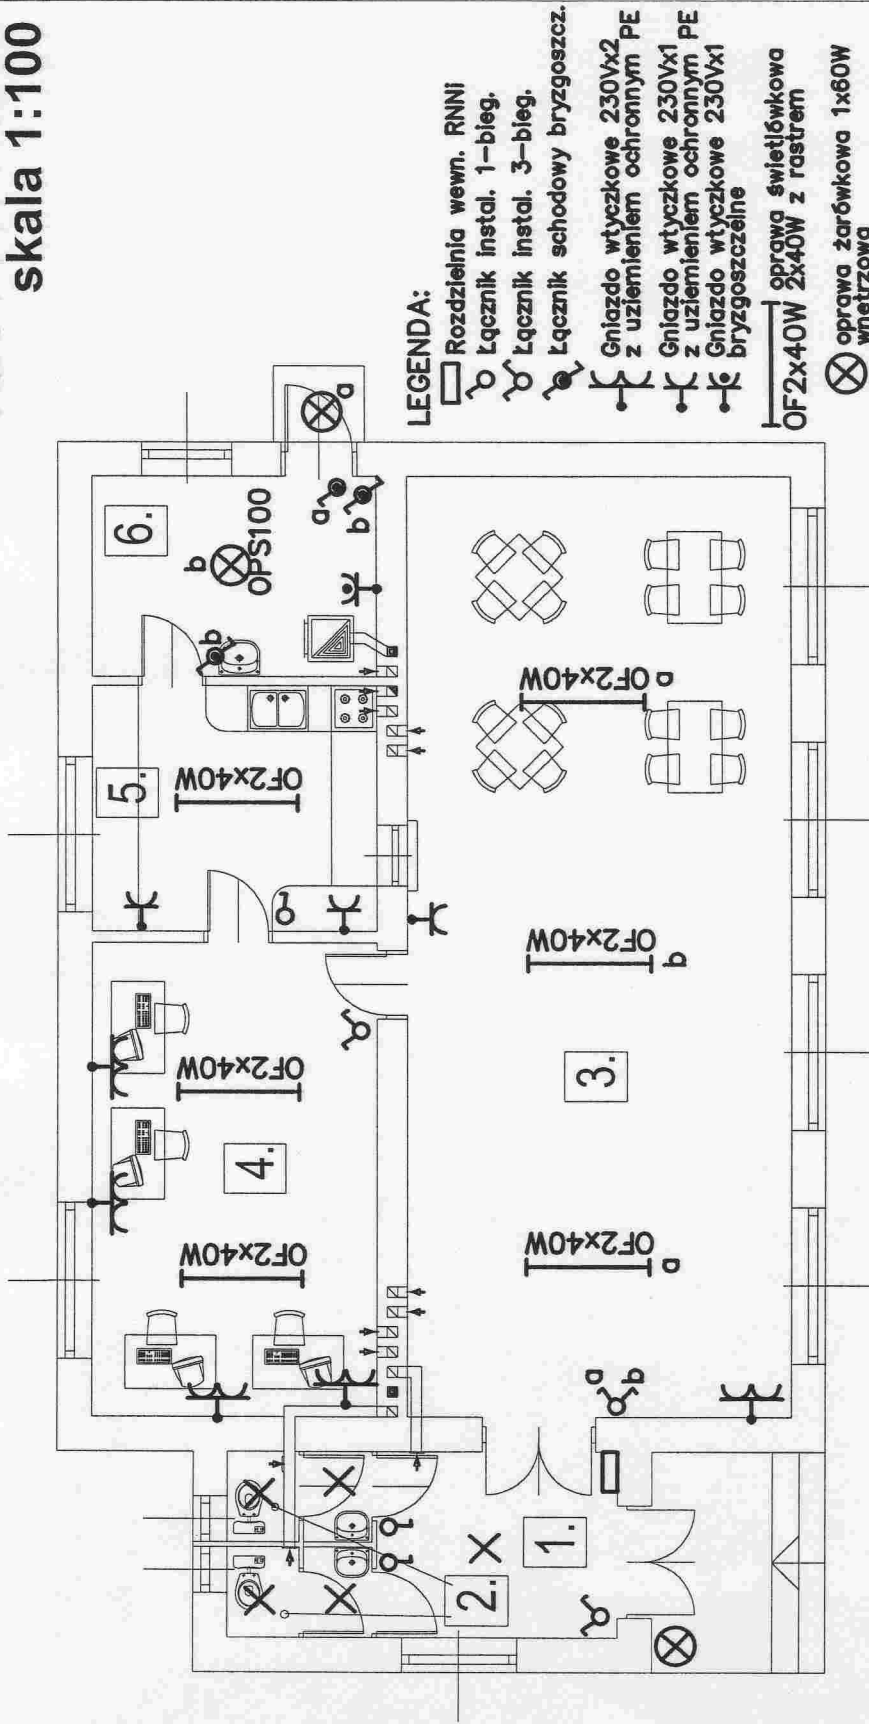 skala 1:100
LEGENDA:
Rozdzielnia wewn. RNNi
Łącznik instal. 1-bieg.
Łącznik instal. 3-bieg.
Łącznik schodowy bryzgoszcz.
Gniazdo wtyczkowe 230Vx2
z uziemieniem ochronnym PE
Gniazdo wtyczkowe 230Vx1
z uziemieniem ochronnym PE
Gniazdo wtyczkowe 230Vx1
bryzgoszczelne
oprawa świetlówkowa
OF2x40W 2x40W z rastrem
oprawa żarówkowa 1x60W
wnętrzowa
6.
b
OPS100
a
a
b
b
5.
OF2x40W
4.
OF2x40W
OF2x40W
3.
OF2x40W
a
OF2x40W
b
OF2x40W
a
a
b
2.
1.